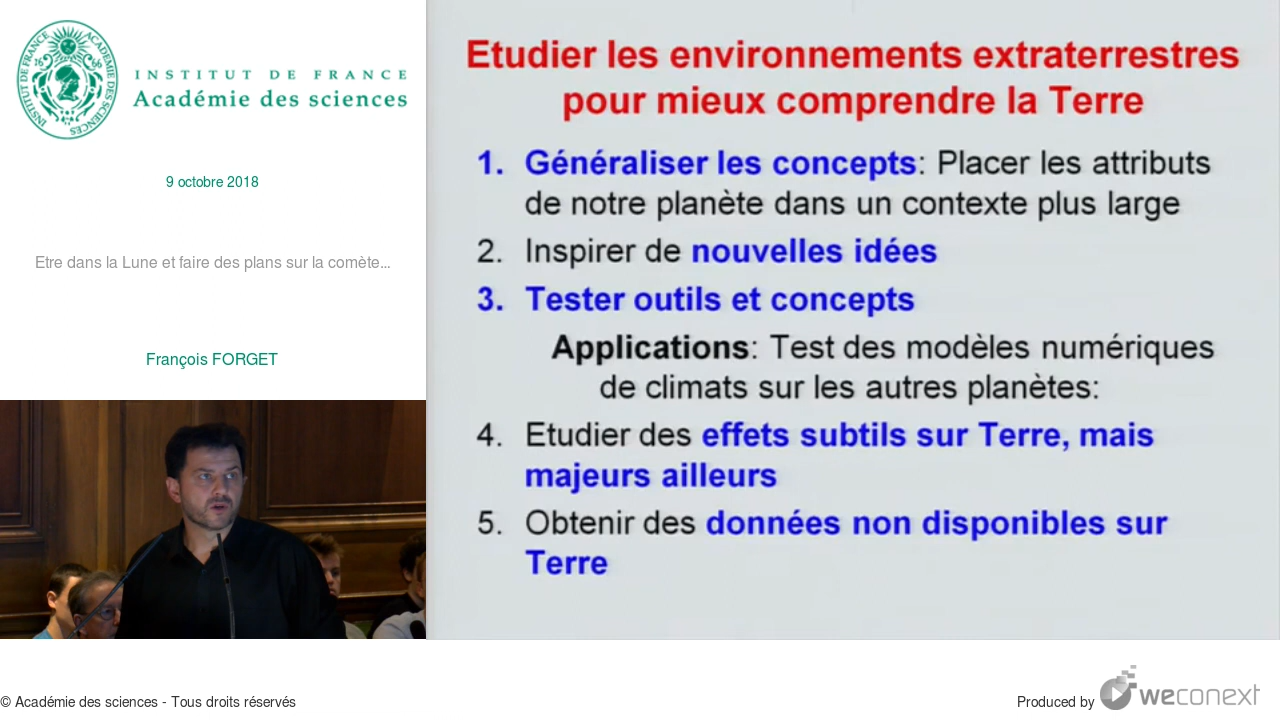 INSTITUT DE FRANCE
Académie des sciences
9 octobre 2018
Etre dans la Lune et faire des plans sur la comète...
François FORGET
Etudier les environnements extraterrestres
pour mieux comprendre la Terre
1. Généraliser les concepts: Placer les attributs
de notre planète dans un contexte plus large
2. Inspirer de nouvelles idées
3. Tester outils et concepts
Applications: Test des modèles numériques
de climats sur les autres planètes:
4. Etudier des effets subtils sur Terre, mais
majeurs ailleurs
5. Obtenir des données non disponibles sur
Terre
© Académie des sciences - Tous droits réservés
Produced by weconext